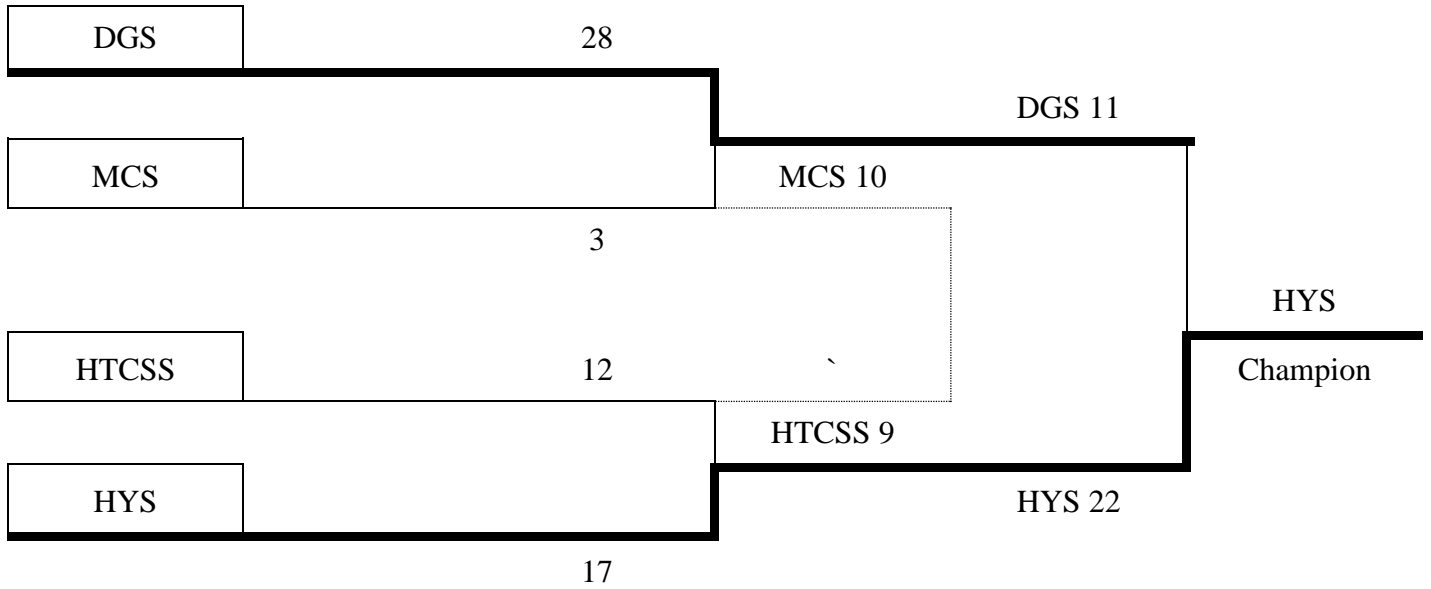 DGS 28
DGS 11
MCS MCS 10
3
HYS
HTCSS 12 ` Champion
HTCSS 9
HYS HYS 22
17